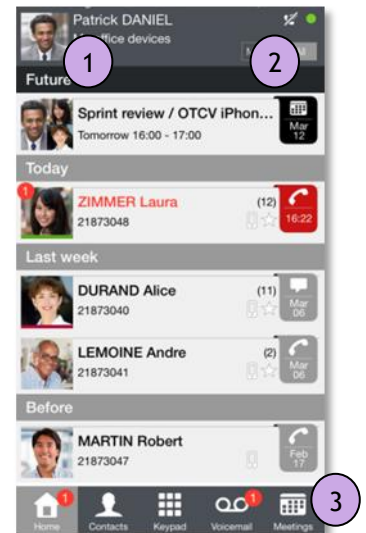 Patrick DANIEL
office devices
1
2
Future
Sprint review / OTCV iPhon...
Tomorrow 16:00 - 17:00
Mar
12
Today
1
ZIMMER Laura
(12)
21873048
16:22
Last week
DURAND Alice
(11)
21873040
Mar
06
LEMOINE Andre
(2)
21873041
Mar
06
Before
MARTIN Robert
21873047
Feb
17
1
1
3
Home
Contacts
Keypad
Voicemail
Meetings